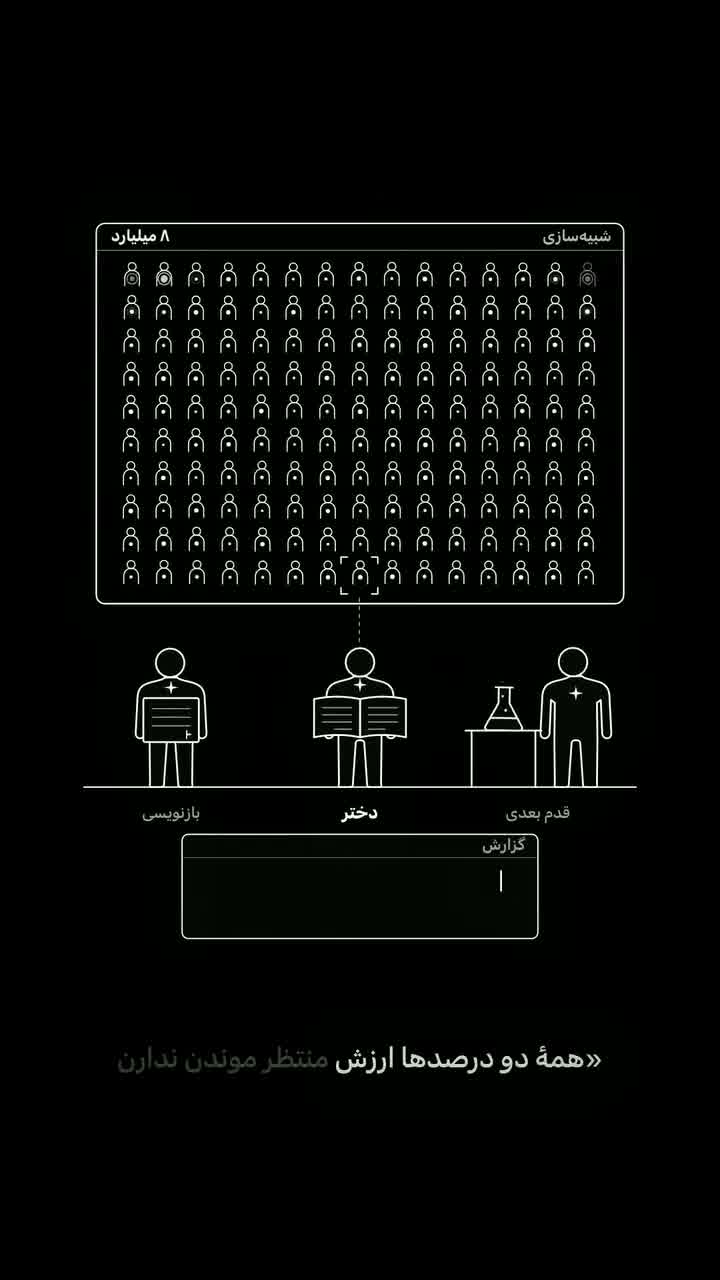 شبیه‌سازی
۸ میلیارد
قدم بعدی
دختر
بازنویسی
گزارش
«همهٔ دو درصدها ارزش منتظر موندن ندارن